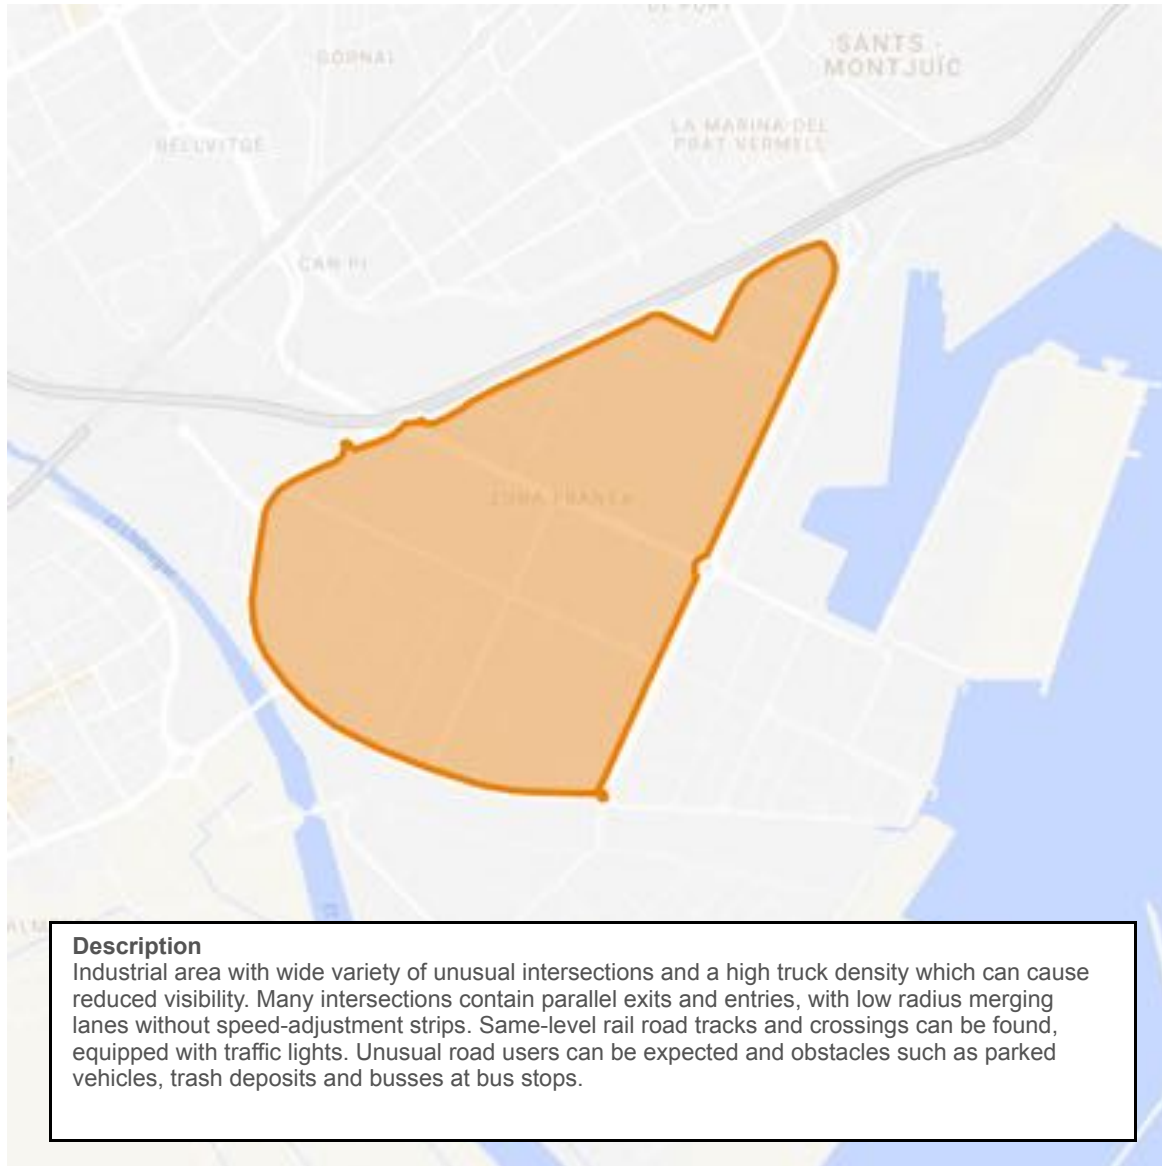 DE PORT
SANTS -
MONTJUÏC
GORNAL
LA MARINA DEL
PRAT VERMELL
BELLVITGE
CAN PI
ZONA FRANCA
Description
Industrial area with wide variety of unusual intersections and a high truck density which can cause
reduced visibility. Many intersections contain parallel exits and entries, with low radius merging
lanes without speed-adjustment strips. Same-level rail road tracks and crossings can be found,
equipped with traffic lights. Unusual road users can be expected and obstacles such as parked
vehicles, trash deposits and busses at bus stops.